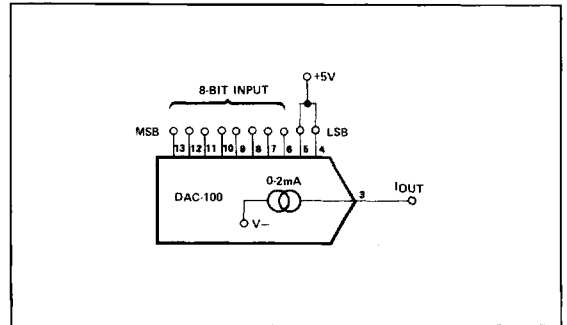 +5V
8-BIT INPUT
MSB
LSB
13 12 11 10 9 8 7 6 5 4
0-2mA
DAC-100
3
IOUT
V−